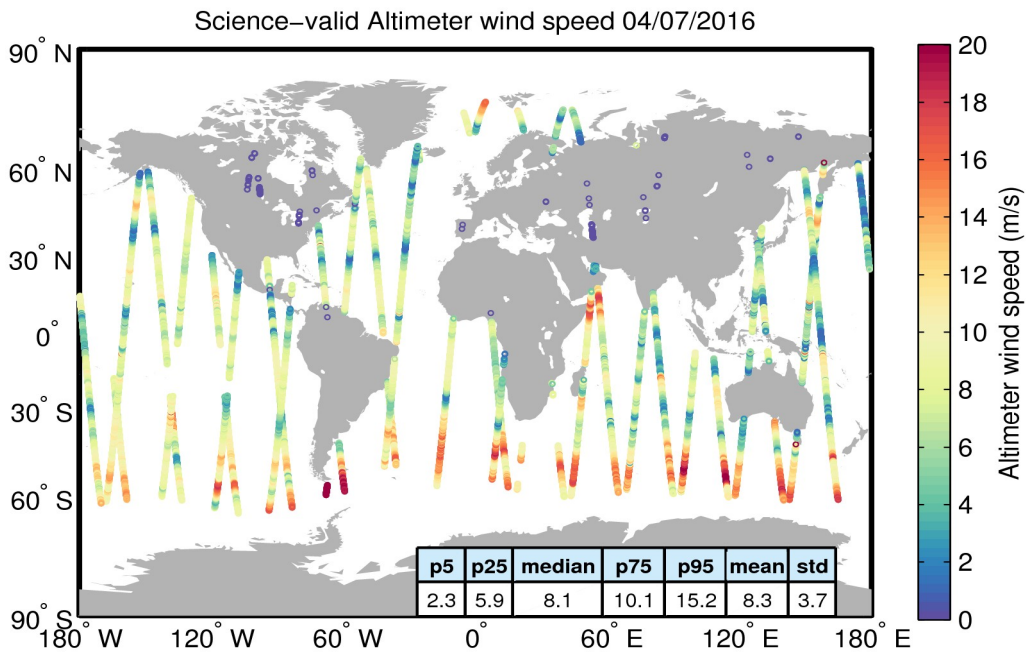 Science−valid Altimeter wind speed 04/07/2016
90° N
60° N
30° N
0°
30° S
60° S
90° S
180° W
120° W
60° W
0°
60° E
120° E
180° E
p5 p25 median p75 p95 mean std
2.3 5.9 8.1 10.1 15.2 8.3 3.7
20
18
16
14
12
10
8
6
4
2
0
Altimeter wind speed (m/s)